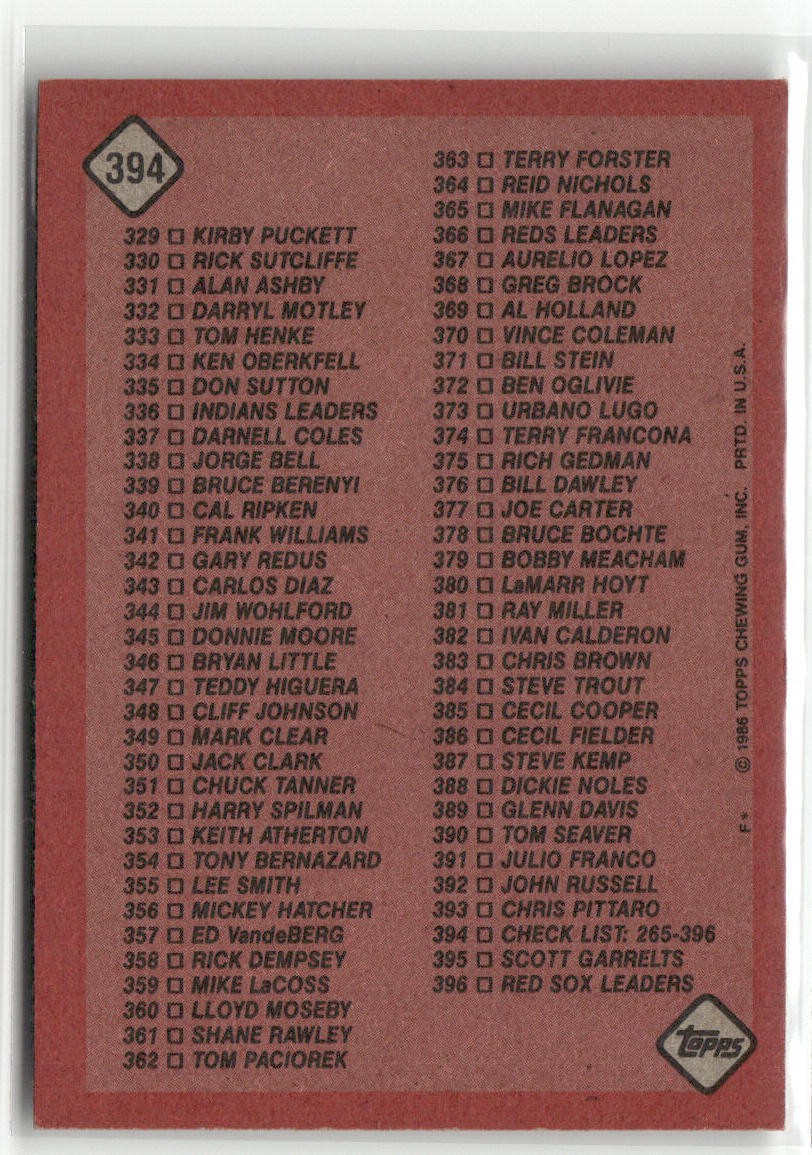 394
329 □ KIRBY PUCKETT
330 □ RICK SUTCLIFFE
331 □ ALAN ASHBY
332 □ DARRYL MOTLEY
333 □ TOM HENKE
334 □ KEN OBERKFELL
335 □ DON SUTTON
336 □ INDIANS LEADERS
337 □ DARNELL COLES
338 □ JORGE BELL
339 □ BRUCE BERENYI
340 □ CAL RIPKEN
341 □ FRANK WILLIAMS
342 □ GARY REDUS
343 □ CARLOS DIAZ
344 □ JIM WOHLFORD
345 □ DONNIE MOORE
346 □ BRYAN LITTLE
347 □ TEDDY HIGUERA
348 □ CLIFF JOHNSON
349 □ MARK CLEAR
350 □ JACK CLARK
351 □ CHUCK TANNER
352 □ HARRY SPILMAN
353 □ KEITH ATHERTON
354 □ TONY BERNAZARD
355 □ LEE SMITH
356 □ MICKEY HATCHER
357 □ ED VandeBERG
358 □ RICK DEMPSEY
359 □ MIKE LaCOSS
360 □ LLOYD MOSEBY
361 □ SHANE RAWLEY
362 □ TOM PACIOREK
363 □ TERRY FORSTER
364 □ REID NICHOLS
365 □ MIKE FLANAGAN
366 □ REDS LEADERS
367 □ AURELIO LOPEZ
368 □ GREG BROCK
369 □ AL HOLLAND
370 □ VINCE COLEMAN
371 □ BILL STEIN
372 □ BEN OGLIVIE
373 □ URBANO LUGO
374 □ TERRY FRANCONA
375 □ RICH GEDMAN
376 □ BILL DAWLEY
377 □ JOE CARTER
378 □ BRUCE BOCHTE
379 □ BOBBY MEACHAM
380 □ LaMARR HOYT
381 □ RAY MILLER
382 □ IVAN CALDERON
383 □ CHRIS BROWN
384 □ STEVE TROUT
385 □ CECIL COOPER
386 □ CECIL FIELDER
387 □ STEVE KEMP
388 □ DICKIE NOLES
389 □ GLENN DAVIS
390 □ TOM SEAVER
391 □ JULIO FRANCO
392 □ JOHN RUSSELL
393 □ CHRIS PITTARO
394 □ CHECK LIST: 265-396
395 □ SCOTT GARRELTS
396 □ RED SOX LEADERS
F* © 1986 TOPPS CHEWING GUM, INC. PRTD. IN U.S.A.
topps